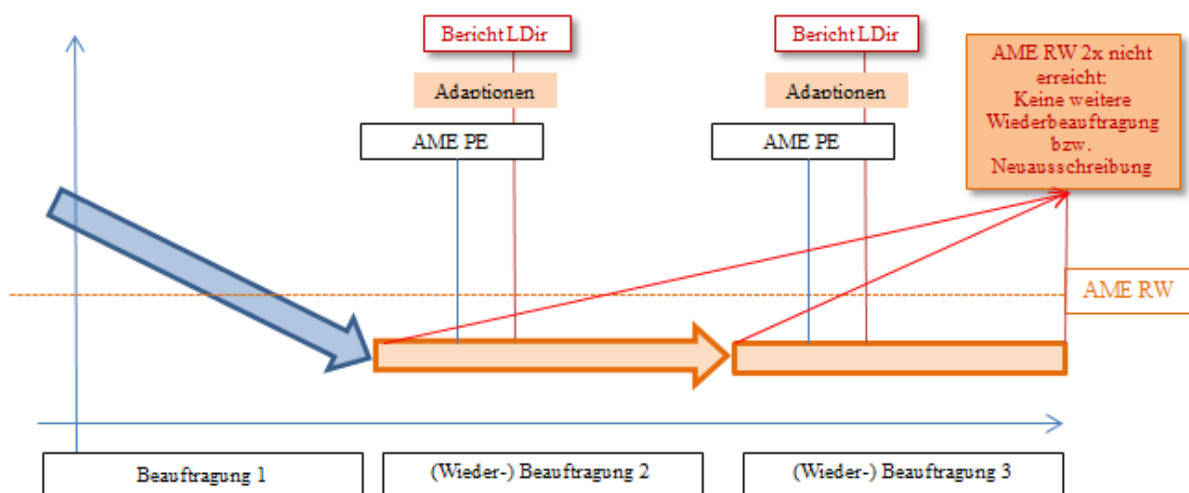 Bericht LDir
Bericht LDir
AME RW 2x nicht
erreicht:
Keine weitere
Wiederbeauftragung
bzw.
Neuausschreibung
Adaptionen
Adaptionen
AME PE
AME PE
AME RW
Beauftragung 1
(Wieder-) Beauftragung 2
(Wieder-) Beauftragung 3